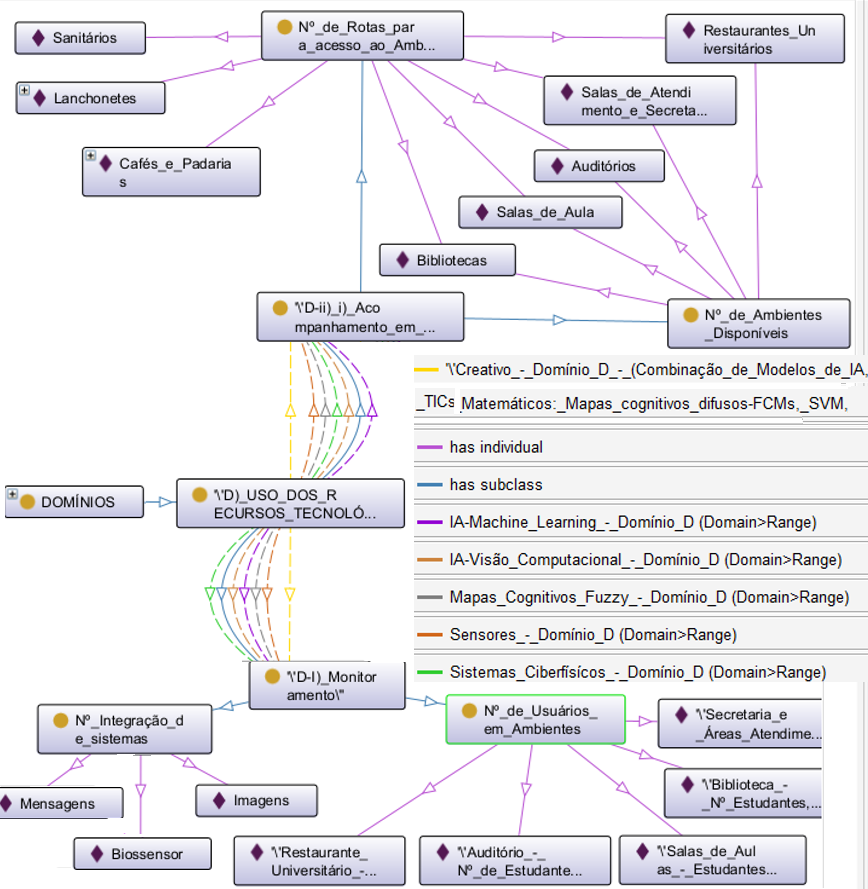 Nº_de_Rotas_par
a_acesso_ao_Amb...
Sanitários
Restaurantes_Un
iversitários
Lanchonetes
Salas_de_Atendi
mento_e_Secreta...
Cafés_e_Padaria
s
Auditórios
Salas_de_Aula
Bibliotecas
'\'D-ii)_i)_Aco
mpanhamento_em_...
Nº_de_Ambientes
_Disponíveis
'\'Creativo_-_Domínio_D_-_(Combinação_de_Modelos_de_IA,
_TICs Matemáticos:_Mapas_cognitivos_difusos-FCMs,_SVM,
has individual
has subclass
DOMÍNIOS
'\'D)_USO_DOS_R
ECURSOS_TECNOLÓ...
IA-Machine_Learning_-_Domínio_D (Domain>Range)
IA-Visão_Computacional_-_Domínio_D (Domain>Range)
Mapas_Cognitivos_Fuzzy_-_Domínio_D (Domain>Range)
Sensores_-_Domínio_D (Domain>Range)
Sistemas_Ciberfísícos_-_Domínio_D (Domain>Range)
'\'D-I)_Monitor
amento\"
Nº_Integração_d
e_sistemas
Nº_de_Usuários_
em_Ambientes
'\'Secretaria_e
_Áreas_Atendime...
Mensagens
Imagens
'\'Biblioteca_-
_Nº_Estudantes,...
Biossensor
'\'Restaurante_
Universitário_-...
'\'Auditório_-_
Nº_de_Estudante...
'\'Salas_de_Aul
as_-_Estudantes...